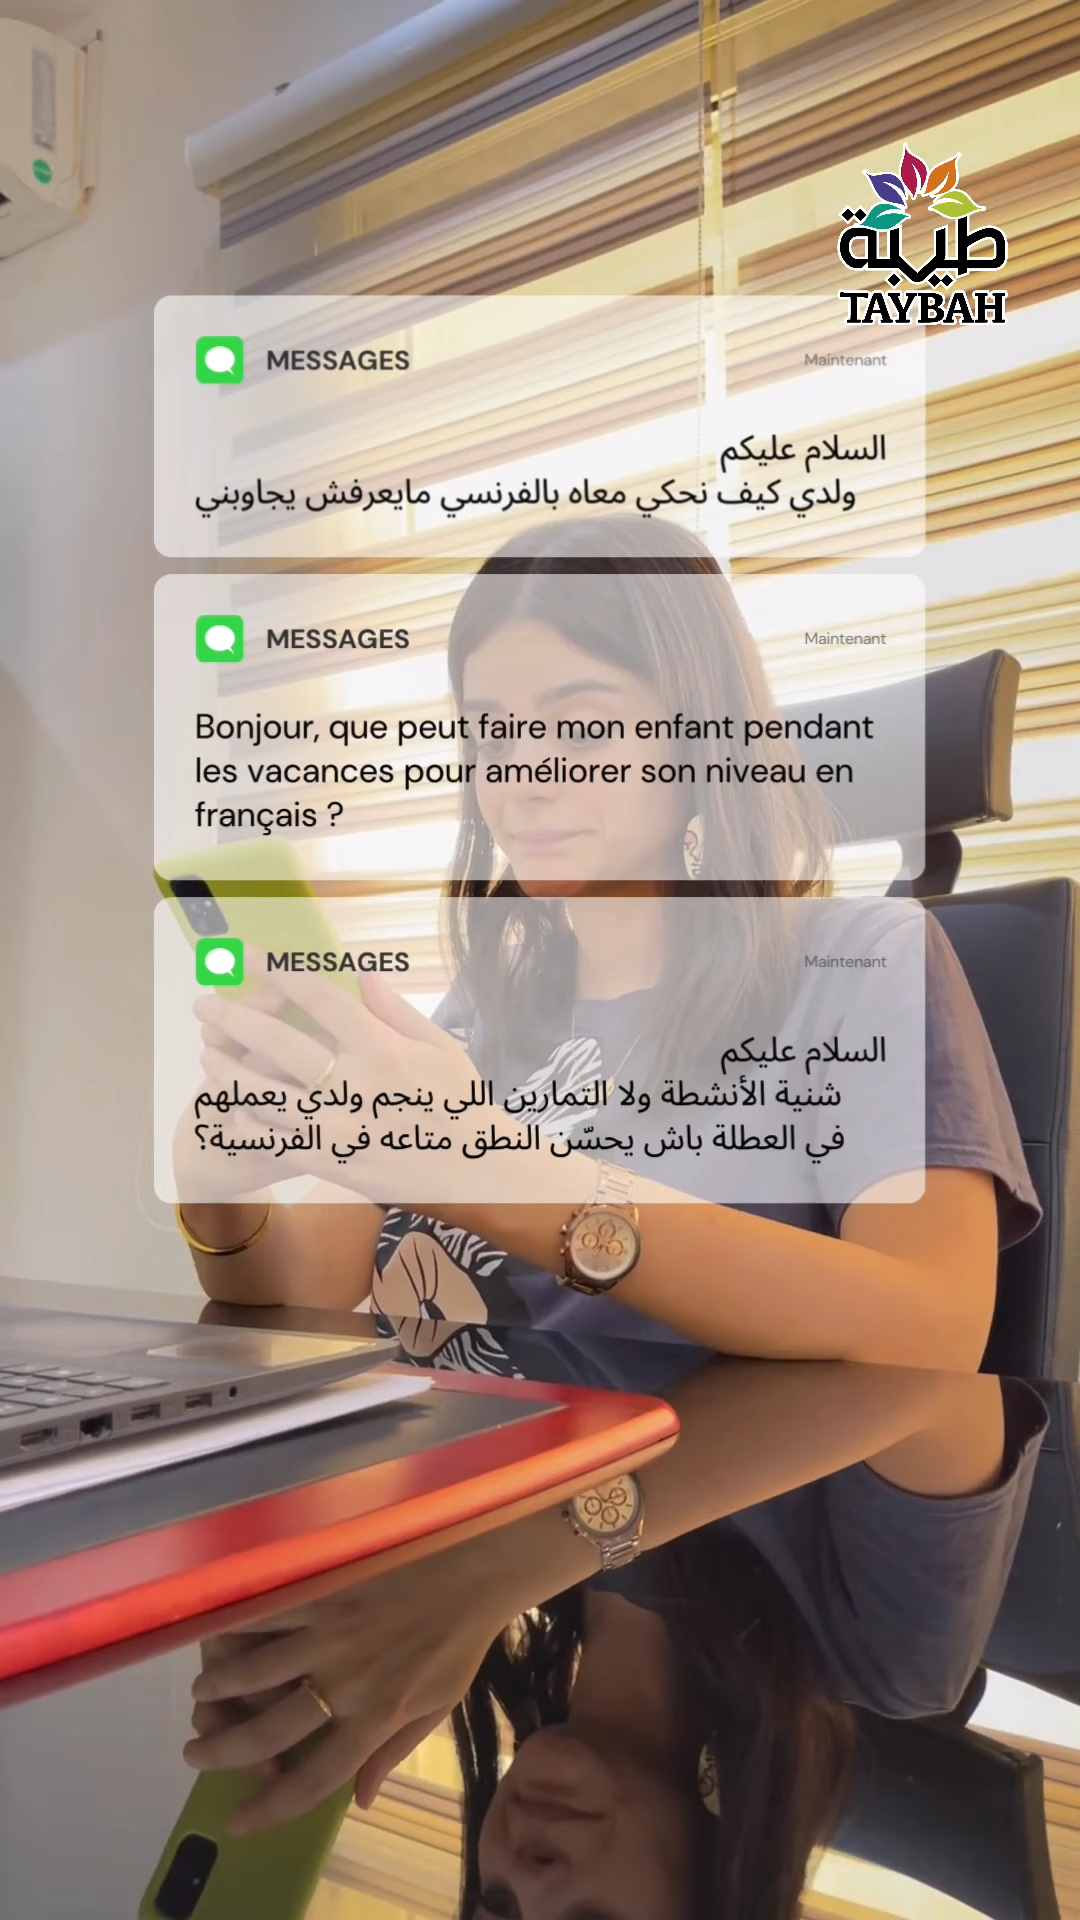 طيبة
TAYBAH
MESSAGES
Maintenant
السلام عليكم
ولدي كيف نحكي معاه بالفرنسي مايعرفش يجاوبني
MESSAGES
Maintenant
Bonjour, que peut faire mon enfant pendant
les vacances pour améliorer son niveau en
français ?
MESSAGES
Maintenant
السلام عليكم
شنية الأنشطة ولا التمارين اللي ينجم ولدي يعملهم
في العطلة باش يحسّن النطق متاعه في الفرنسية؟